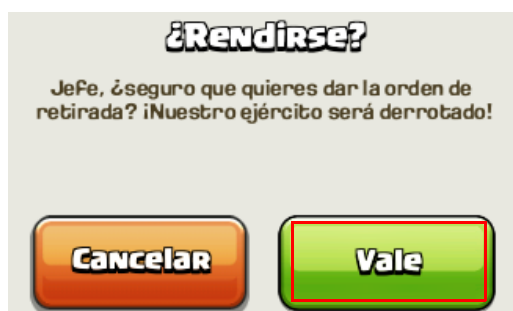 ¿Rendirse?
Jefe, ¿seguro que quieres dar la orden de
retirada? ¡Nuestro ejército será derrotado!
Cancelar
Vale